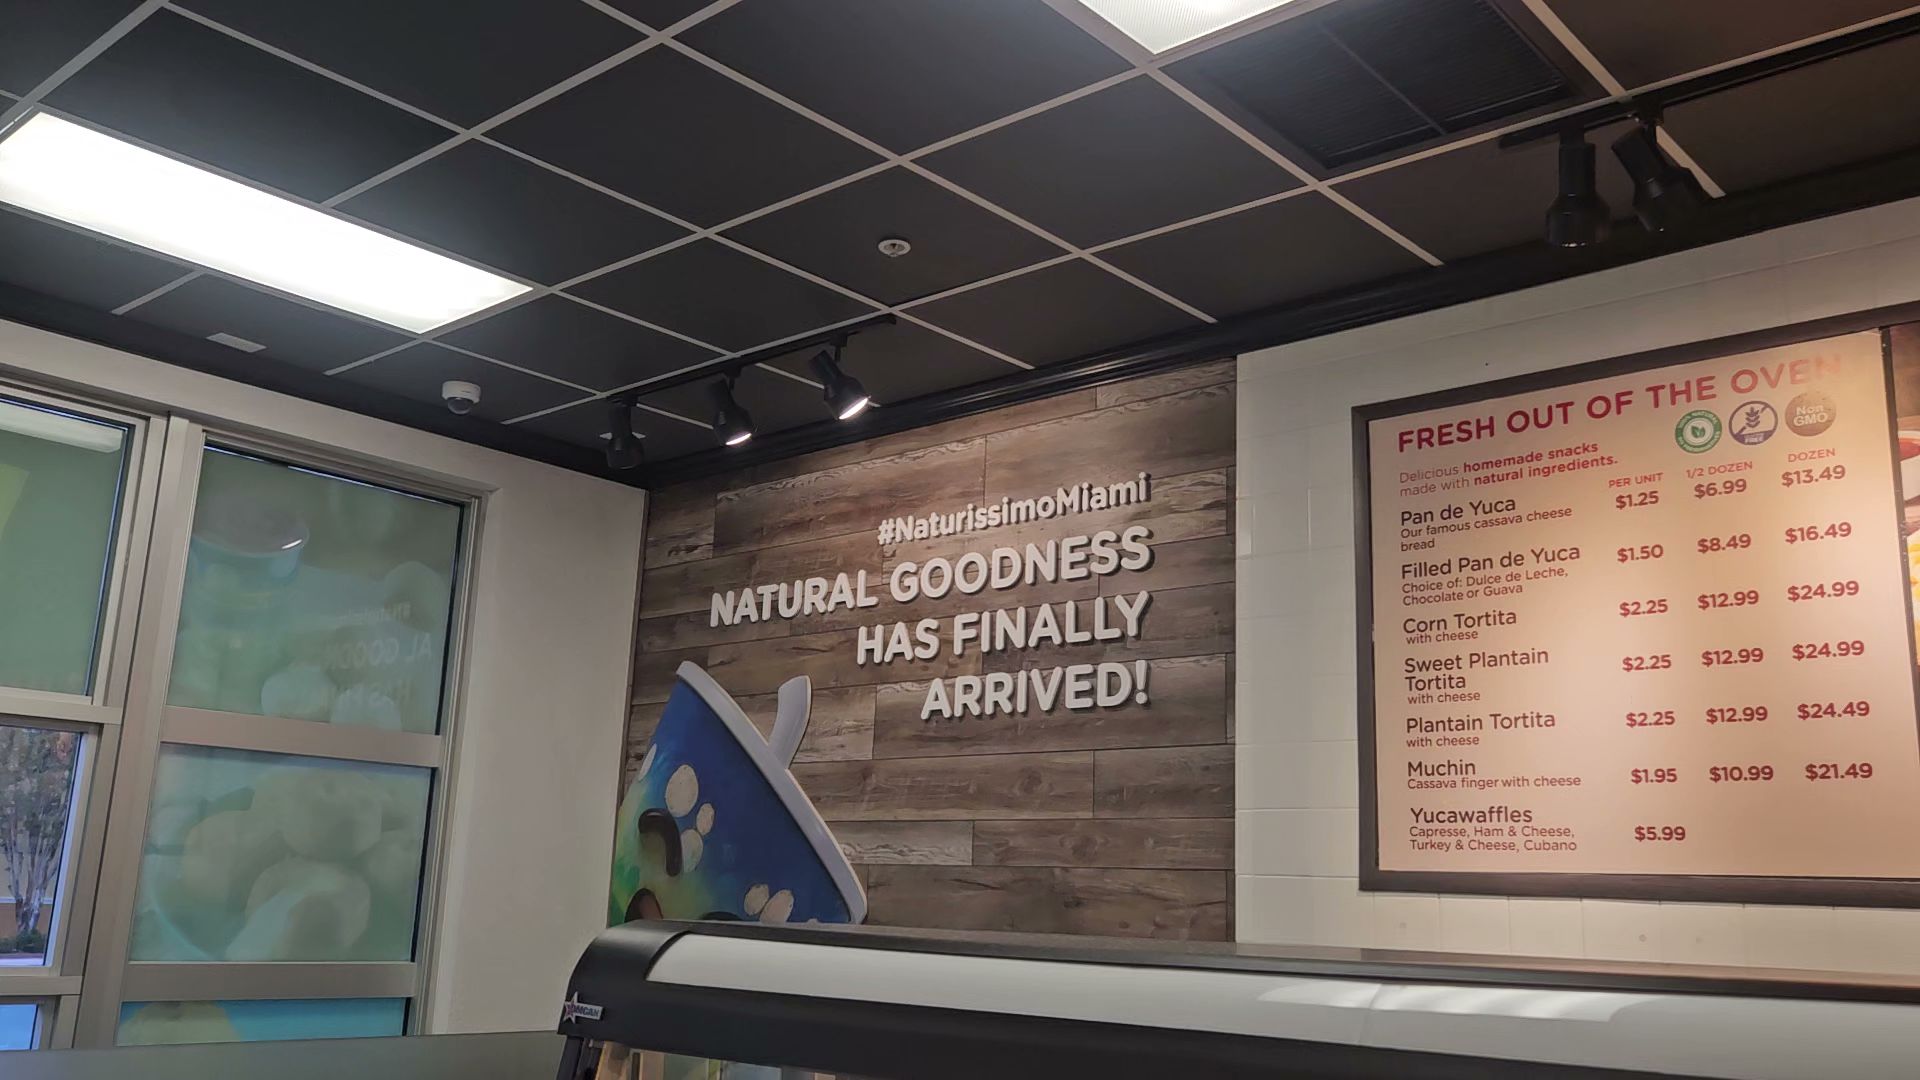 #NaturissimoMiami
NATURAL GOODNESS
HAS FINALLY
ARRIVED!
FRESH OUT OF THE OVEN
Delicious homemade snacks
made with natural ingredients.
Non
GMO
PER UNIT 1/2 DOZEN DOZEN
Pan de Yuca $1.25 $6.99 $13.49
Our famous cassava cheese
bread
Filled Pan de Yuca $1.50 $8.49 $16.49
Choice of: Dulce de Leche,
Chocolate or Guava
Corn Tortita $2.25 $12.99 $24.99
with cheese
Sweet Plantain
Tortita $2.25 $12.99 $24.99
with cheese
Plantain Tortita $2.25 $12.99 $24.49
with cheese
Muchin $1.95 $10.99 $21.49
Cassava finger with cheese
Yucawaffles
Capresse, Ham & Cheese, $5.99
Turkey & Cheese, Cubano